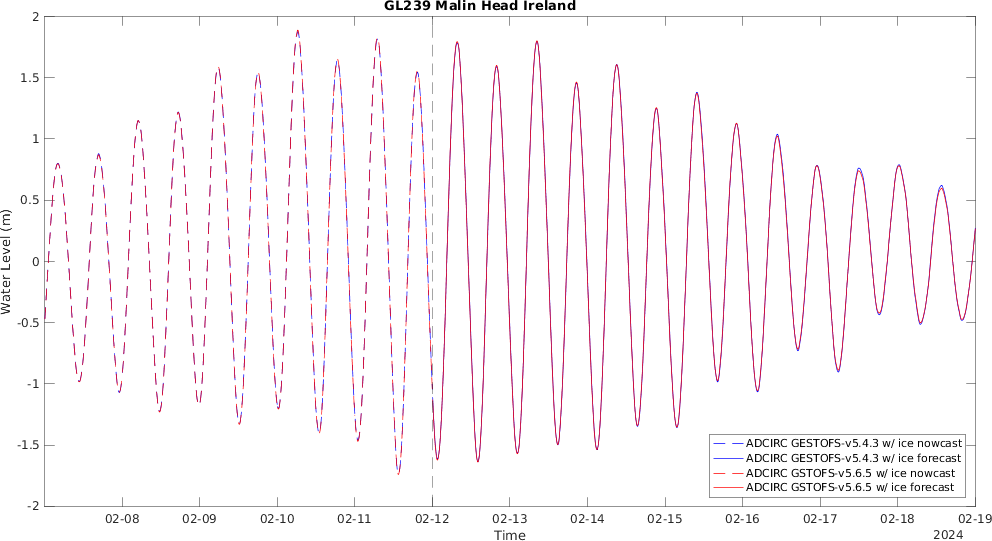 GL239 Malin Head Ireland
2
1.5
1
0.5
0
-0.5
-1
-1.5
-2
Water Level (m)
ADCIRC GESTOFS-v5.4.3 w/ ice nowcast
ADCIRC GESTOFS-v5.4.3 w/ ice forecast
ADCIRC GSTOFS-v5.6.5 w/ ice nowcast
ADCIRC GSTOFS-v5.6.5 w/ ice forecast
02-08 02-09 02-10 02-11 02-12 02-13 02-14 02-15 02-16 02-17 02-18 02-19
Time
2024